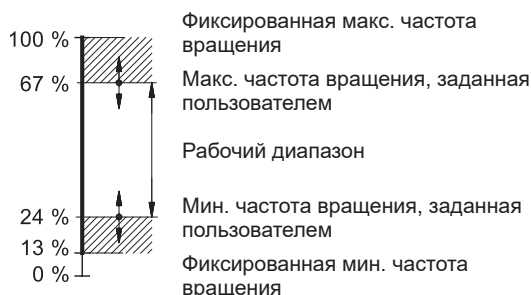 Фиксированная макс. частота
вращения
100 %
67 %
Макс. частота вращения, заданная
пользователем
Рабочий диапазон
24 %
Мин. частота вращения, заданная
пользователем
13 %
Фиксированная мин. частота
вращения
0 %